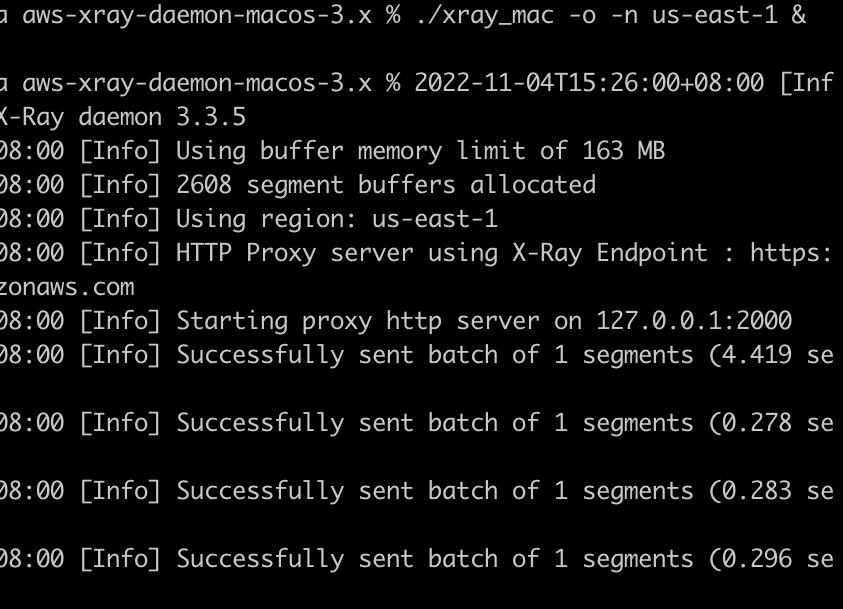 a aws-xray-daemon-macos-3.x % ./xray_mac -o -n us-east-1 &
a aws-xray-daemon-macos-3.x % 2022-11-04T15:26:00+08:00 [Inf
X-Ray daemon 3.3.5
08:00 [Info] Using buffer memory limit of 163 MB
08:00 [Info] 2608 segment buffers allocated
08:00 [Info] Using region: us-east-1
08:00 [Info] HTTP Proxy server using X-Ray Endpoint : https:
zonaws.com
08:00 [Info] Starting proxy http server on 127.0.0.1:2000
08:00 [Info] Successfully sent batch of 1 segments (4.419 se
08:00 [Info] Successfully sent batch of 1 segments (0.278 se
08:00 [Info] Successfully sent batch of 1 segments (0.283 se
08:00 [Info] Successfully sent batch of 1 segments (0.296 se